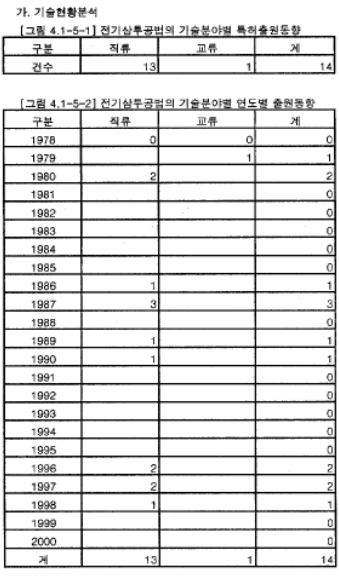 가. 기술현황분석
[그림 4.1-5-1] 전기삼투공법의 기술분야별 특허출원동향
구분 직류 교류 계
건수 13 1 14
[그림 4.1-5-2] 전기삼투공법의 기술분야별 연도별 출원동향
구분 직류 교류 계
1978 0 0 0
1979 1 1
1980 2 2
1981 0
1982 0
1983 0
1984 0
1985 0
1986 1 1
1987 3 3
1988 0
1989 1 1
1990 1 1
1991 0
1992 0
1993 0
1994 0
1995 0
1996 2 2
1997 2 2
1998 1 1
1999 0
2000 0
계 13 1 14